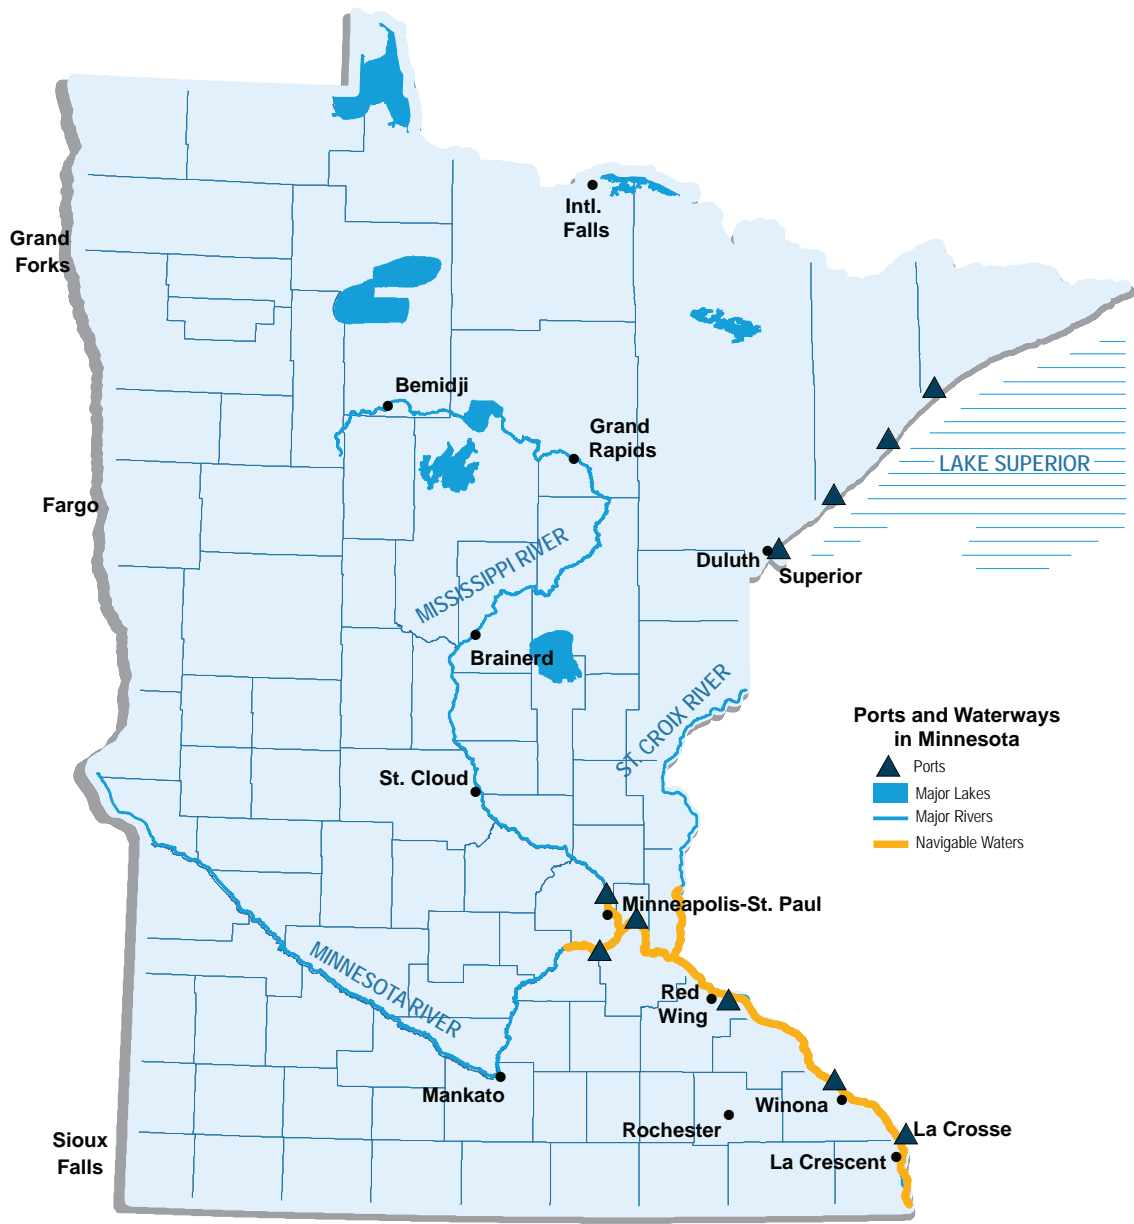 Intl.
Falls
Grand
Forks
Bemidji
Grand
Rapids
LAKE SUPERIOR
Fargo
MISSISSIPPI RIVER
Duluth
Superior
Brainerd
ST. CROIX RIVER
Ports and Waterways
in Minnesota
Ports
Major Lakes
Major Rivers
Navigable Waters
St. Cloud
Minneapolis-St. Paul
MINNESOTA RIVER
Red
Wing
Mankato
Winona
Rochester
La Crosse
Sioux
Falls
La Crescent